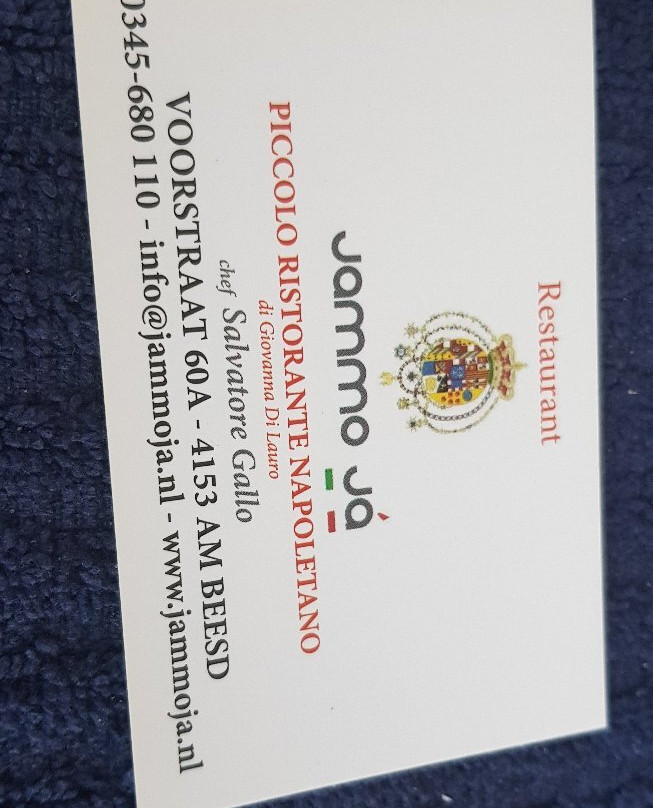 Restaurant
Jammo Já
PICCOLO RISTORANTE NAPOLETANO
di Giovanna Di Lauro
chef Salvatore Gallo
VOORSTRAAT 60A - 4153 AM BEESD
0345-680 110 - info@jammoja.nl - www.jammoja.nl